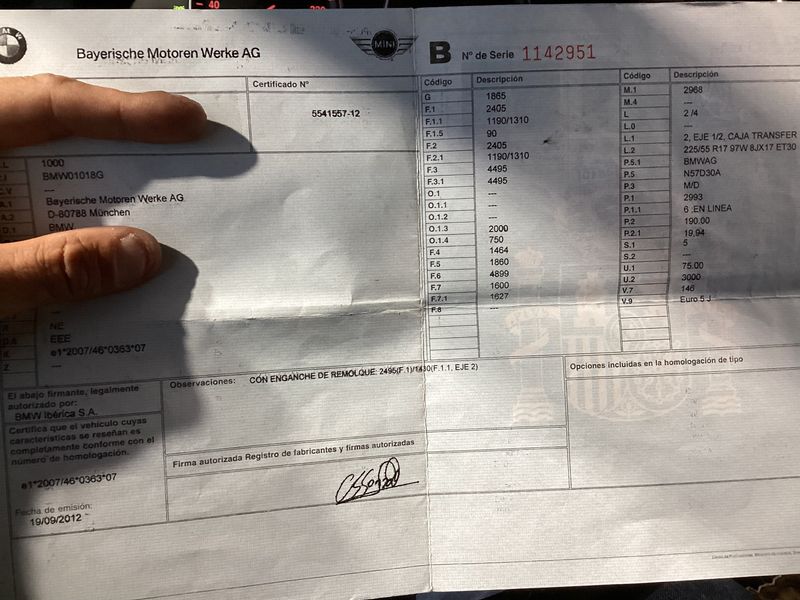 40
BMW
Bayerische Motoren Werke AG
MINI
B Nº de Serie 1142951
Certificado Nº
5541557-12
1000
BMW01018G
---
Bayerische Motoren Werke AG
D-80788 München
BMW
NE
EEE
e1*2007/46*0363*07
---
El abajo firmante, legalmente
autorizado por:
BMW Ibérica S.A.
Certifica que el vehículo cuyas
características se reseñan es
completamente conforme con el
número de homologación.
e1*2007/46*0363*07
Fecha de emisión:
19/09/2012
Observaciones: CON ENGANCHE DE REMOLQUE: 2495(F.1)/1430(F.1.1, EJE 2)
Firma autorizada Registro de fabricantes y firmas autorizadas
Código Descripción
G 1865
F.1 2405
F.1.1 1190/1310
F.1.5 90
F.2 2405
F.2.1 1190/1310
F.3 4495
F.3.1 4495
O.1 ---
O.1.1 ---
O.1.2 ---
O.1.3 2000
O.1.4 750
F.4 1464
F.5 1860
F.6 4899
F.7 1600
F.7.1 1627
F.8 ---
Código Descripción
M.1 2968
M.4 ---
L 2 /4
L.0 ---
L.1 2, EJE 1/2, CAJA TRANSFER
L.2 225/55 R17 97W 8JX17 ET30
P.5.1 BMWAG
P.5 N57D30A
P.3 M/D
P.1 2993
P.1.1 6 :EN LINEA
P.2 190.00
P.2.1 19,94
S.1 5
S.2 ---
U.1 75.00
U.2 3000
V.7 146
V.9 Euro 5 J
Opciones incluidas en la homologación de tipo